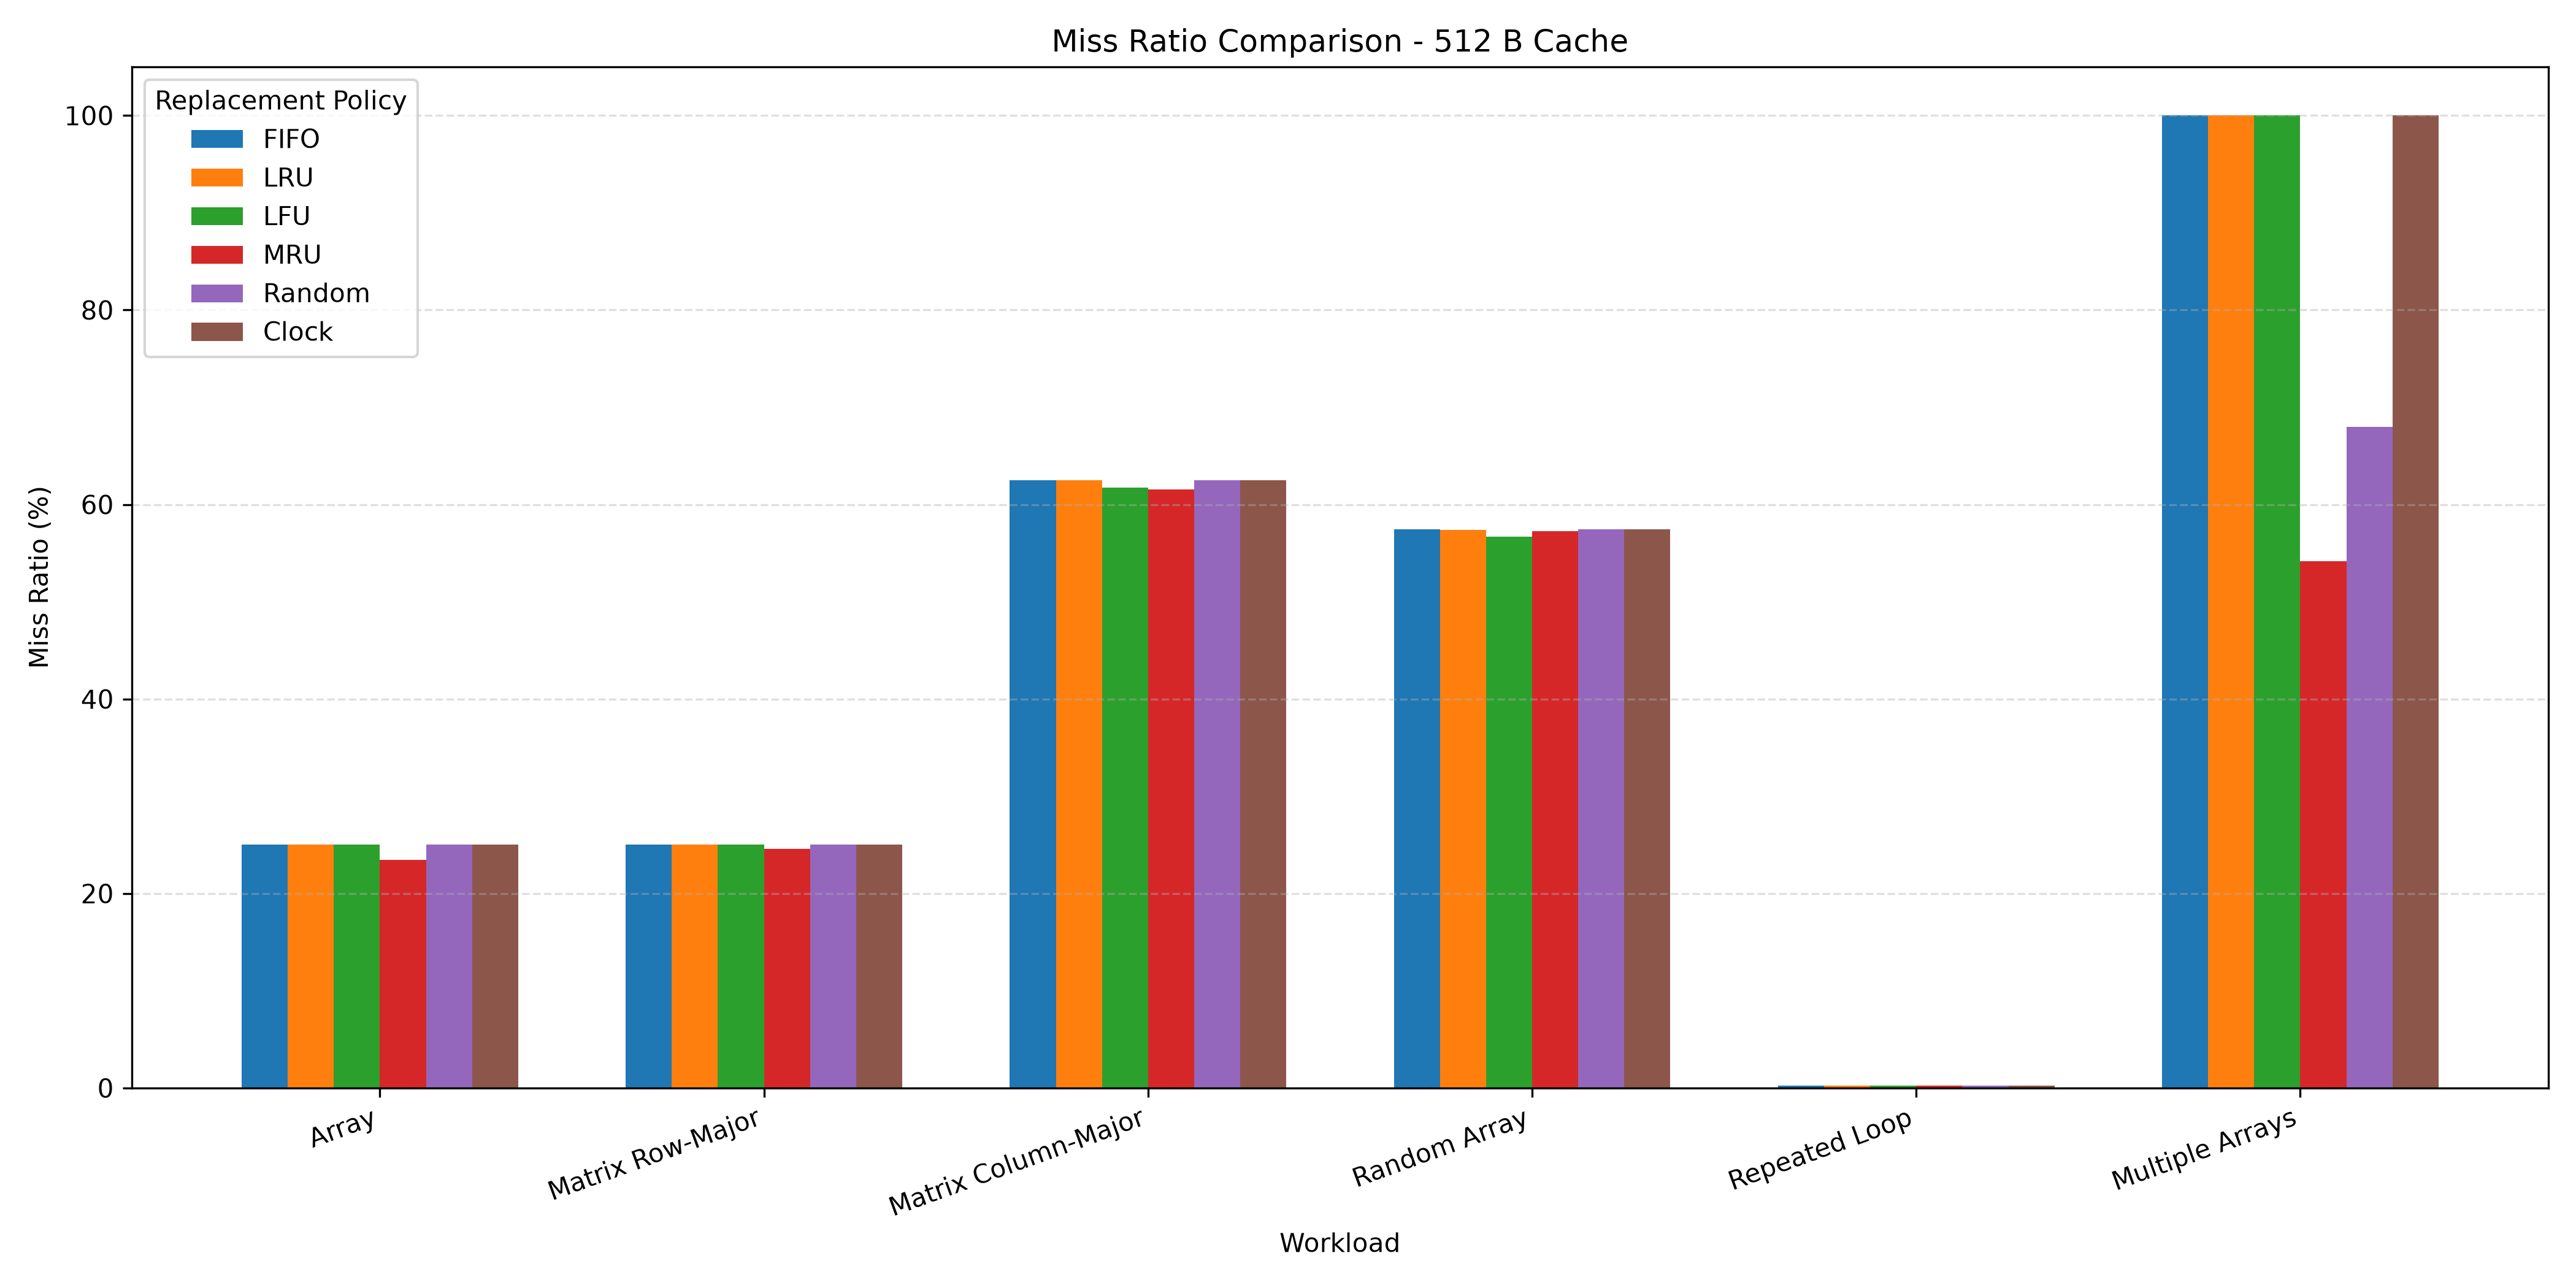 Miss Ratio Comparison - 512 B Cache
Replacement Policy
FIFO
LRU
LFU
MRU
Random
Clock
Miss Ratio (%)
100
80
60
40
20
0
Array
Matrix Row-Major
Matrix Column-Major
Random Array
Repeated Loop
Multiple Arrays
Workload